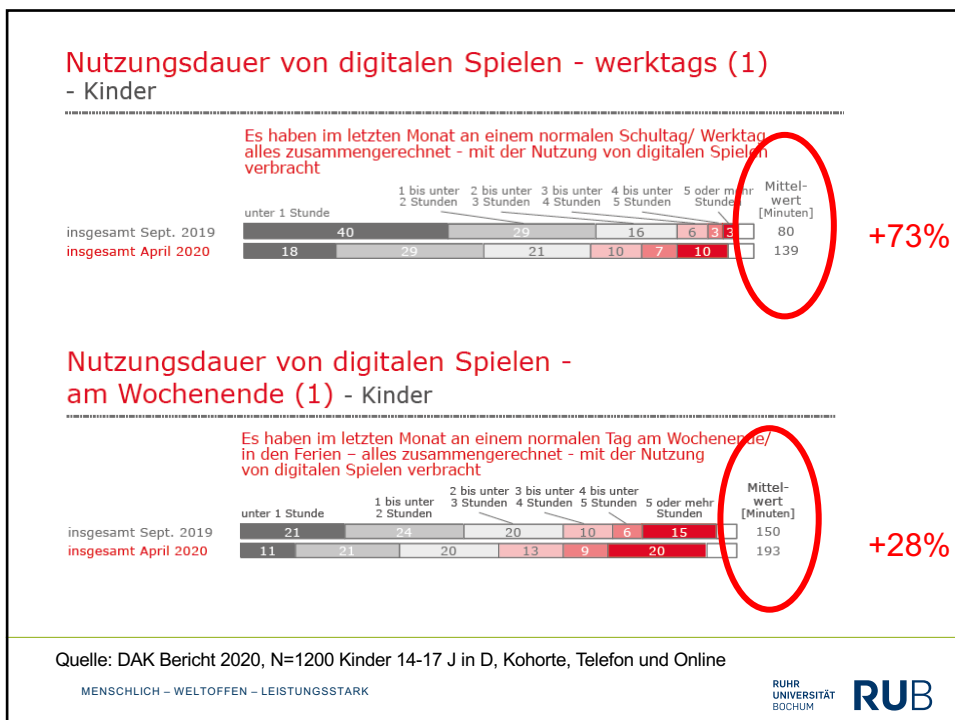 Nutzungsdauer von digitalen Spielen - werktags (1)
- Kinder
Es haben im letzten Monat an einem normalen Schultag/ Werktag
alles zusammengerechnet - mit der Nutzung von digitalen Spielen
verbracht
unter 1 Stunde
1 bis unter
2 Stunden
2 bis unter
3 Stunden
3 bis unter
4 Stunden
4 bis unter
5 Stunden
5 oder mehr
Stunden
Mittel-
wert
[Minuten]
insgesamt Sept. 2019 40 29 16 6 3 3 80
insgesamt April 2020 18 29 21 10 7 10 139
+73%
Nutzungsdauer von digitalen Spielen -
am Wochenende (1) - Kinder
Es haben im letzten Monat an einem normalen Tag am Wochenende/
in den Ferien – alles zusammengerechnet - mit der Nutzung
von digitalen Spielen verbracht
unter 1 Stunde
1 bis unter
2 Stunden
2 bis unter
3 Stunden
3 bis unter
4 Stunden
4 bis unter
5 Stunden
5 oder mehr
Stunden
Mittel-
wert
[Minuten]
insgesamt Sept. 2019 21 24 20 10 6 15 150
insgesamt April 2020 11 21 20 13 9 20 193
+28%
Quelle: DAK Bericht 2020, N=1200 Kinder 14-17 J in D, Kohorte, Telefon und Online
MENSCHLICH – WELTOFFEN – LEISTUNGSSTARK
RUHR
UNIVERSITÄT
BOCHUM
RUB